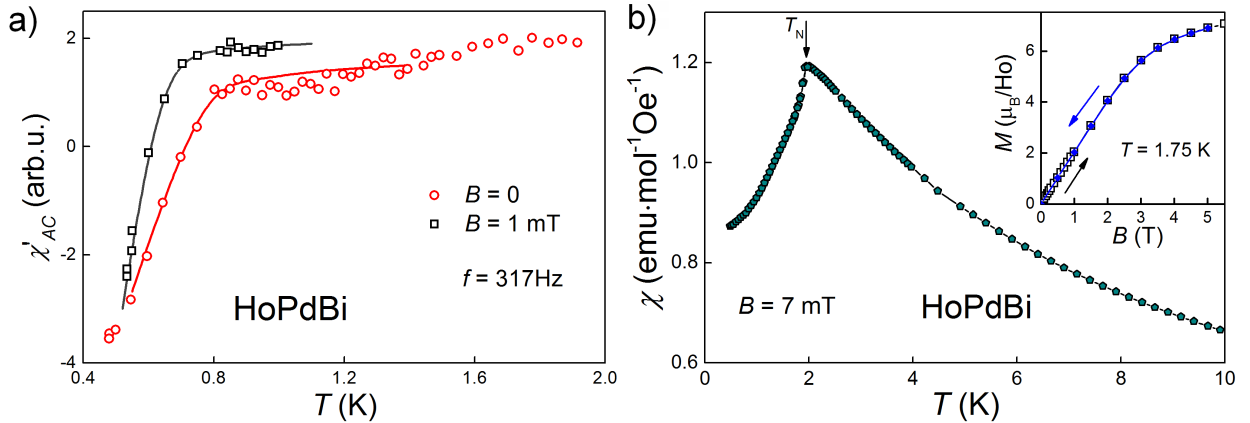 a)
2
0
-2
-4
χ'AC (arb.u.)
B = 0
B = 1 mT
f = 317Hz
HoPdBi
0.4 0.8 1.2 1.6 2.0
T (K)
b)
TN
1.2
1.0
0.8
0.6
χ (emu·mol⁻¹Oe⁻¹)
B = 7 mT
HoPdBi
0 2 4 6 8 10
T (K)
6
4
2
0
M (μB/Ho)
T = 1.75 K
0 1 2 3 4 5
B (T)